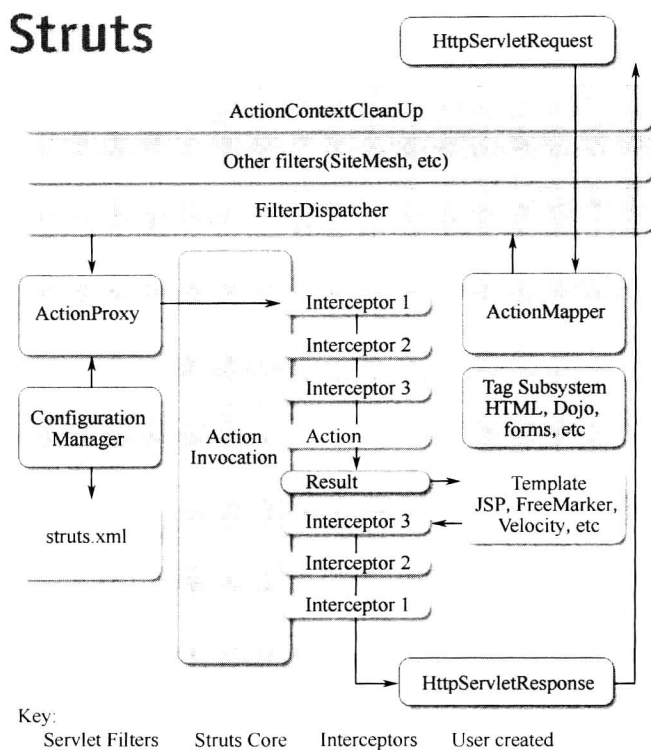 Struts
HttpServletRequest
ActionContextCleanUp
Other filters(SiteMesh, etc)
FilterDispatcher
ActionProxy
Interceptor 1
ActionMapper
Interceptor 2
Configuration
Manager
Interceptor 3
Tag Subsystem
HTML, Dojo,
forms, etc
Action
Invocation
Action
Result
Template
JSP, FreeMarker,
Velocity, etc
struts.xml
Interceptor 3
Interceptor 2
Interceptor 1
HttpServletResponse
Key:
Servlet Filters Struts Core Interceptors User created